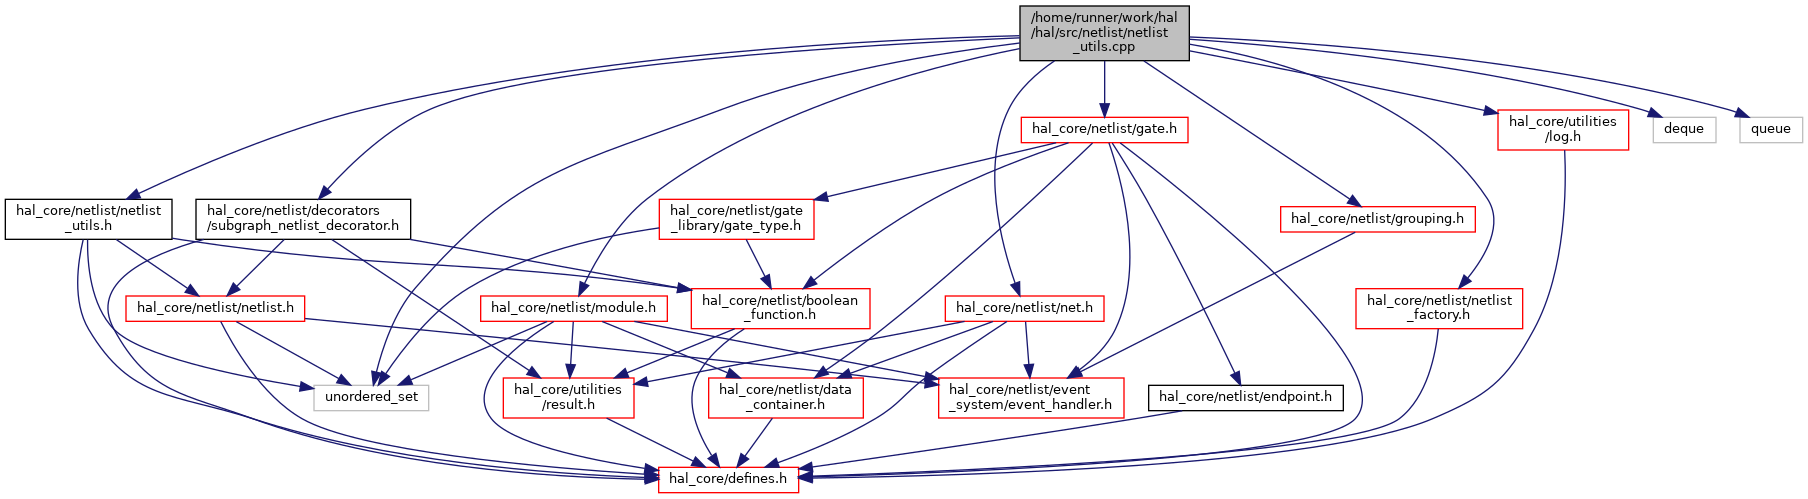 /home/runner/work/hal
/hal/src/netlist/netlist
_utils.cpp
hal_core/netlist/gate.h
hal_core/utilities
/log.h
deque
queue
hal_core/netlist/netlist
_utils.h
hal_core/netlist/decorators
/subgraph_netlist_decorator.h
hal_core/netlist/gate
_library/gate_type.h
hal_core/netlist/grouping.h
hal_core/netlist/netlist.h
hal_core/netlist/module.h
hal_core/netlist/boolean
_function.h
hal_core/netlist/net.h
hal_core/netlist/netlist
_factory.h
unordered_set
hal_core/utilities
/result.h
hal_core/netlist/data
_container.h
hal_core/netlist/event
_system/event_handler.h
hal_core/netlist/endpoint.h
hal_core/defines.h